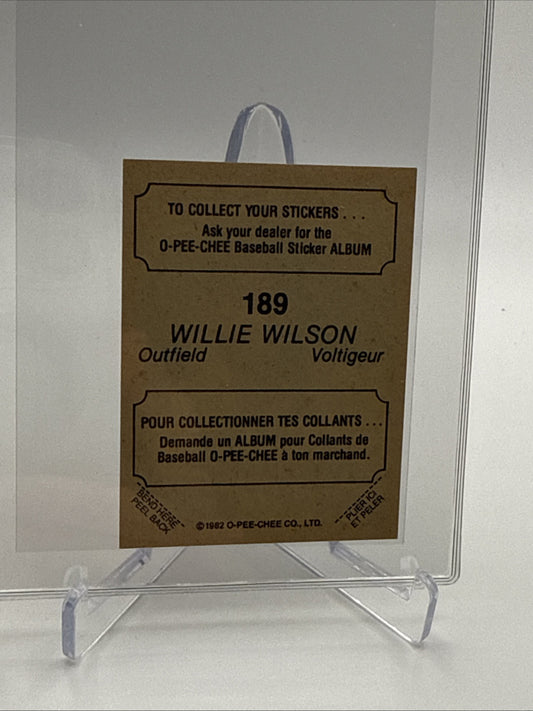 TO COLLECT YOUR STICKERS . . .
Ask your dealer for the
O-PEE-CHEE Baseball Sticker ALBUM
189
WILLIE WILSON
Outfield Voltigeur
POUR COLLECTIONNER TES COLLANTS . . .
Demande un ALBUM pour Collants de
Baseball O-PEE-CHEE à ton marchand.
BEND HERE
PEEL BACK
PLIER ICI
ET PELER
©1982 O-PEE-CHEE CO., LTD.